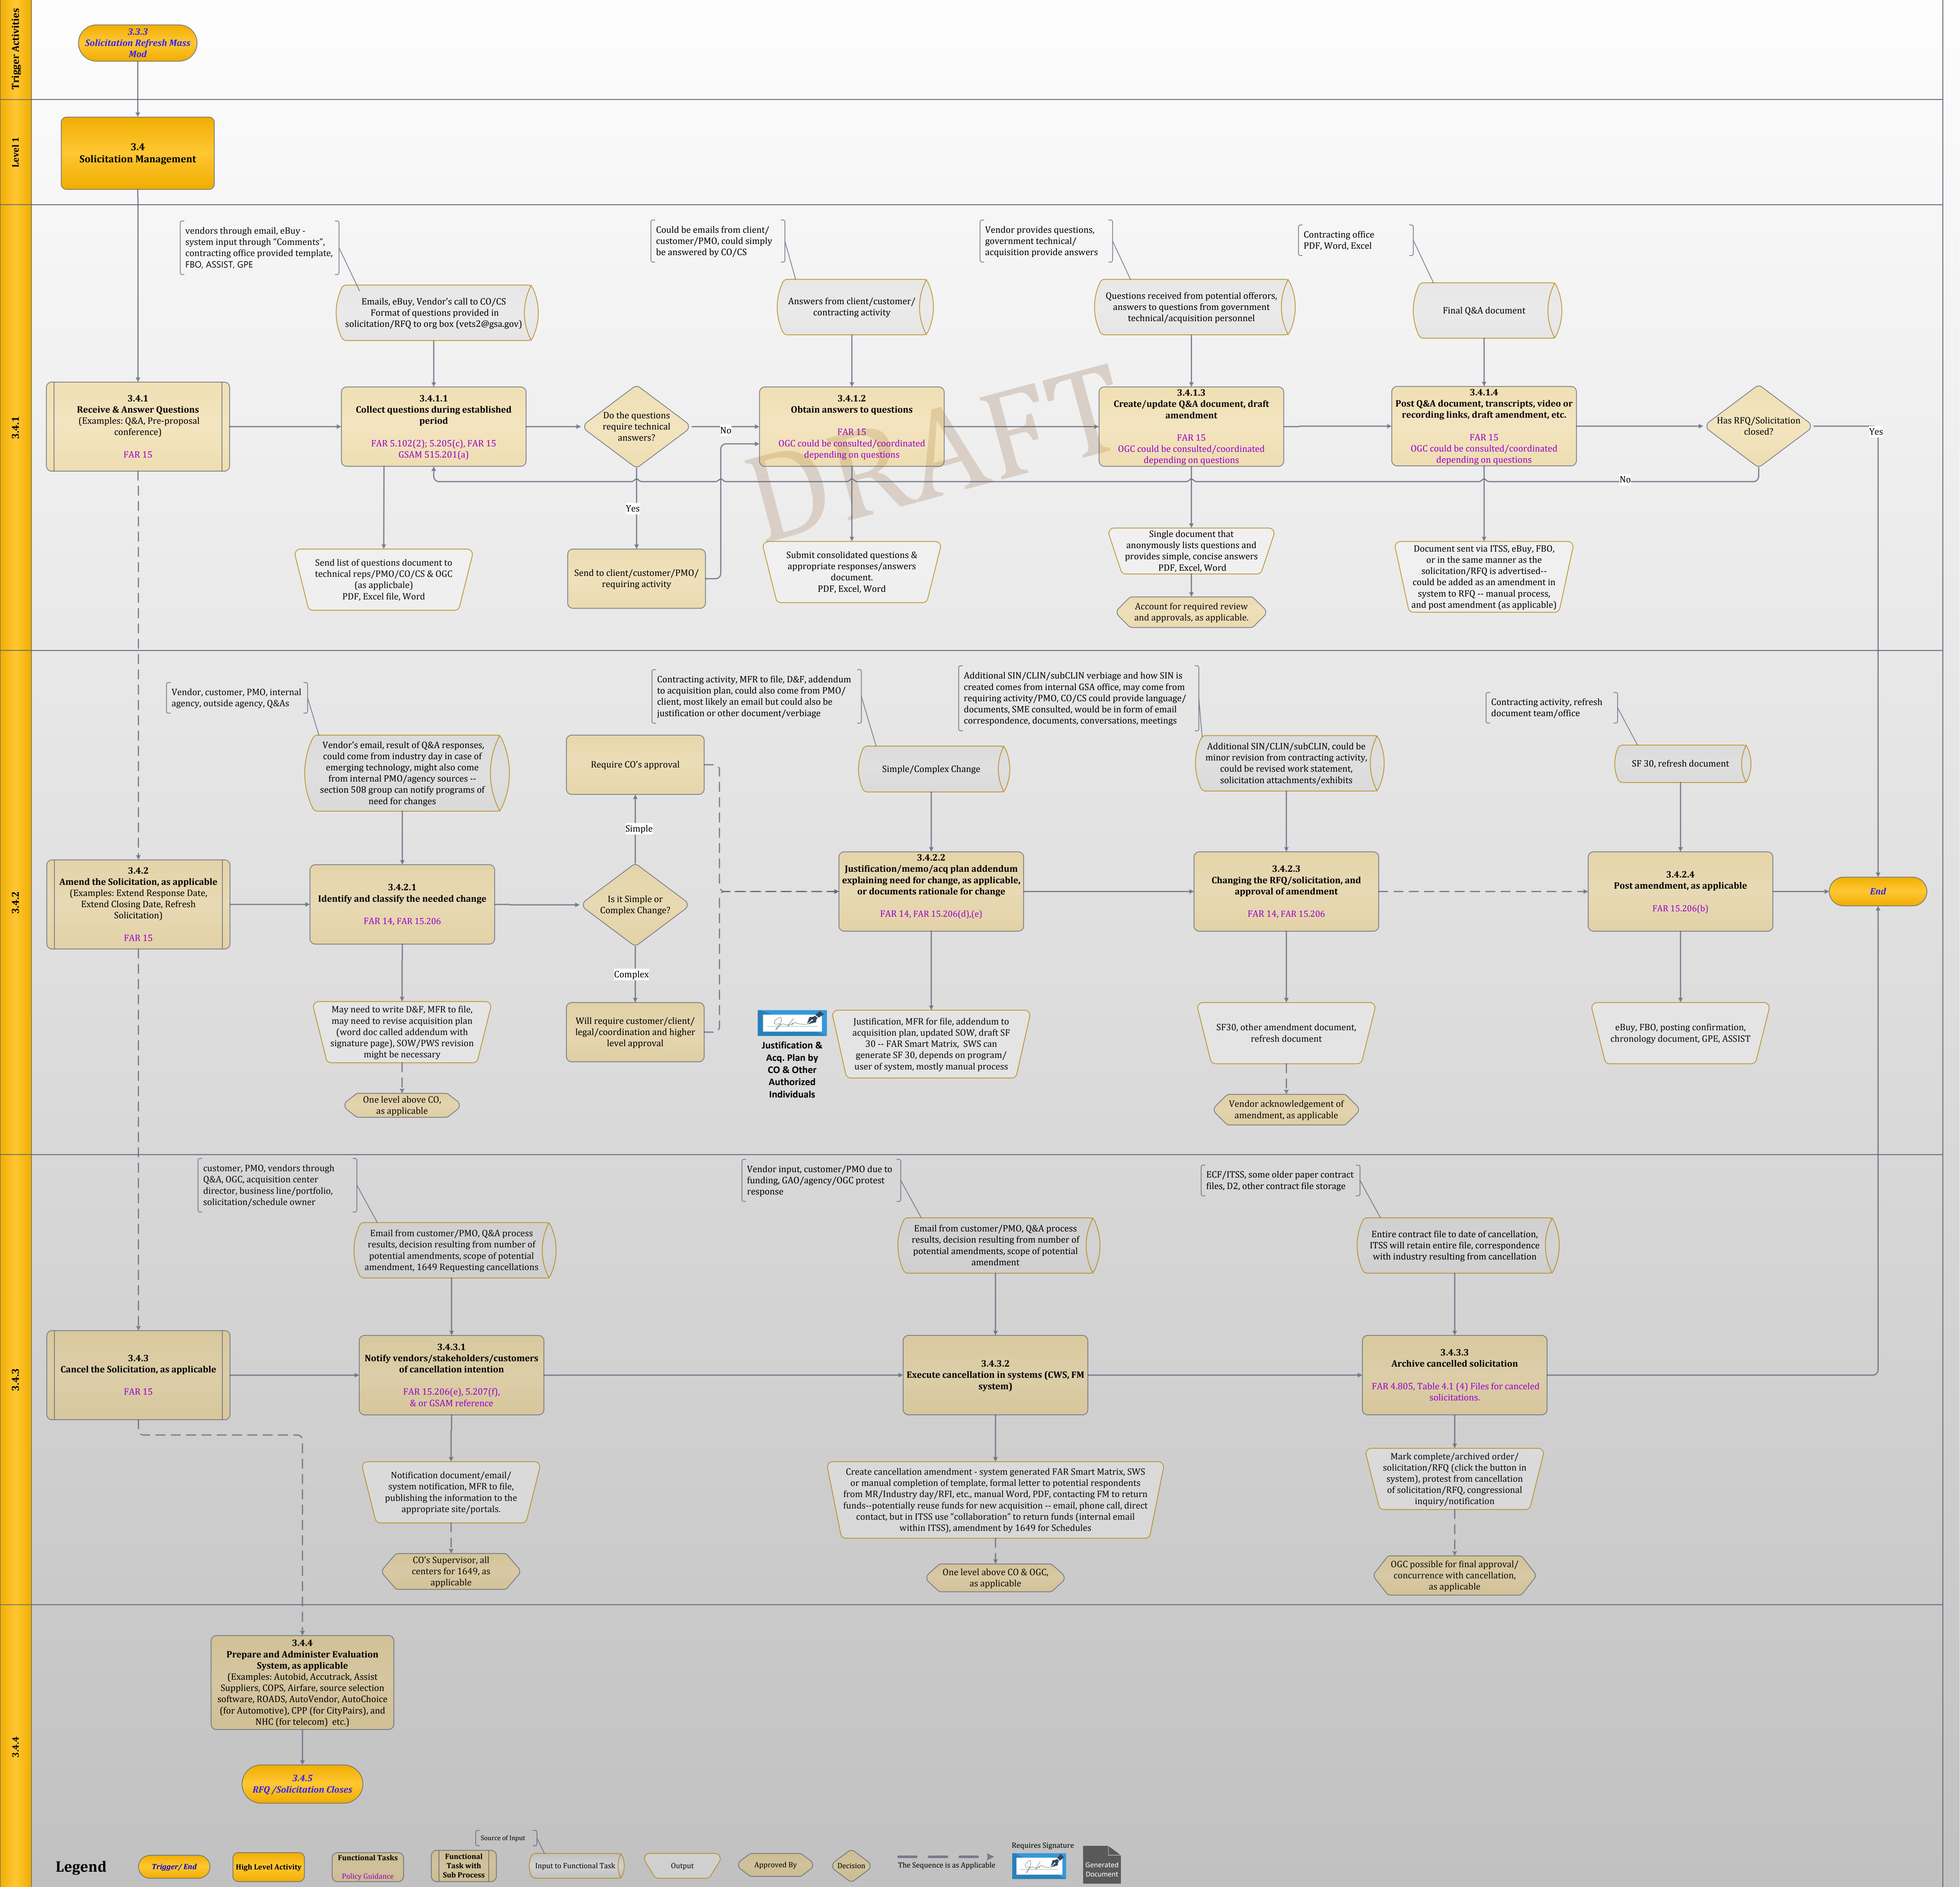 Trigger Activities
3.3.3
Solicitation Refresh Mass
Mod
Level 1
3.4
Solicitation Management
3.4.1
vendors through email, eBuy -
system input through "Comments",
contracting office provided template,
FBO, ASSIST, GPE
Could be emails from client/
customer/PMO, could simply
be answered by CO/CS
Vendor provides questions,
government technical/
acquisition provide answers
Contracting office
PDF, Word, Excel
Emails, eBuy, Vendor's call to CO/CS
Format of questions provided in
solicitation/RFQ to org box (vets2@gsa.gov)
Answers from client/customer/
contracting activity
Questions received from potential offerors,
answers to questions from government
technical/acquisition personnel
Final Q&A document
3.4.1
Receive & Answer Questions
(Examples: Q&A, Pre-proposal
conference)
FAR 15
3.4.1.1
Collect questions during established
period
FAR 5.102(2); 5.205(c), FAR 15
GSAM 515.201(a)
Do the questions
require technical
answers?
No
3.4.1.2
Obtain answers to questions
FAR 15
OGC could be consulted/coordinated
depending on questions
3.4.1.3
Create/update Q&A document, draft
amendment
FAR 15
OGC could be consulted/coordinated
depending on questions
3.4.1.4
Post Q&A document, transcripts, video or
recording links, draft amendment, etc.
FAR 15
OGC could be consulted/coordinated
depending on questions
Has RFQ/Solicitation
closed?
Yes
No
DRAFT
Yes
Send list of questions document to
technical reps/PMO/CO/CS & OGC
(as applicbale)
PDF, Excel file, Word
Send to client/customer/PMO/
requiring activity
Submit consolidated questions &
appropriate responses/answers
document.
PDF, Excel, Word
Single document that
anonymously lists questions and
provides simple, concise answers
PDF, Excel, Word
Account for required review
and approvals, as applicable.
Document sent via ITSS, eBuy, FBO,
or in the same manner as the
solicitation/RFQ is advertised--
could be added as an amendment in
system to RFQ -- manual process,
and post amendment (as applicable)
3.4.2
Vendor, customer, PMO, internal
agency, outside agency, Q&As
Contracting activity, MFR to file, D&F, addendum
to acquisition plan, could also come from PMO/
client, most likely an email but could also be
justification or other document/verbiage
Additional SIN/CLIN/subCLIN verbiage and how SIN is
created comes from internal GSA office, may come from
requiring activity/PMO, CO/CS could provide language/
documents, SME consulted, would be in form of email
correspondence, documents, conversations, meetings
Contracting activity, refresh
document team/office
Vendor's email, result of Q&A responses,
could come from industry day in case of
emerging technology, might also come
from internal PMO/agency sources --
section 508 group can notify programs of
need for changes
Require CO's approval
Simple/Complex Change
Additional SIN/CLIN/subCLIN, could be
minor revision from contracting activity,
could be revised work statement,
solicitation attachments/exhibits
SF 30, refresh document
Simple
3.4.2
Amend the Solicitation, as applicable
(Examples: Extend Response Date,
Extend Closing Date, Refresh
Solicitation)
FAR 15
3.4.2.1
Identify and classify the needed change
FAR 14, FAR 15.206
Is it Simple or
Complex Change?
3.4.2.2
Justification/memo/acq plan addendum
explaining need for change, as applicable,
or documents rationale for change
FAR 14, FAR 15.206(d),(e)
3.4.2.3
Changing the RFQ/solicitation, and
approval of amendment
FAR 14, FAR 15.206
3.4.2.4
Post amendment, as applicable
FAR 15.206(b)
End
Complex
May need to write D&F, MFR to file,
may need to revise acquisition plan
(word doc called addendum with
signature page), SOW/PWS revision
might be necessary
One level above CO,
as applicable
Will require customer/client/
legal/coordination and higher
level approval
Justification &
Acq. Plan by
CO & Other
Authorized
Individuals
Justification, MFR for file, addendum to
acquisition plan, updated SOW, draft SF
30 -- FAR Smart Matrix, SWS can
generate SF 30, depends on program/
user of system, mostly manual process
SF30, other amendment document,
refresh document
Vendor acknowledgement of
amendment, as applicable
eBuy, FBO, posting confirmation,
chronology document, GPE, ASSIST
3.4.3
customer, PMO, vendors through
Q&A, OGC, acquisition center
director, business line/portfolio,
solicitation/schedule owner
Vendor input, customer/PMO due to
funding, GAO/agency/OGC protest
response
ECF/ITSS, some older paper contract
files, D2, other contract file storage
Email from customer/PMO, Q&A process
results, decision resulting from number of
potential amendments, scope of potential
amendment, 1649 Requesting cancellations
Email from customer/PMO, Q&A process
results, decision resulting from number of
potential amendments, scope of potential
amendment
Entire contract file to date of cancellation,
ITSS will retain entire file, correspondence
with industry resulting from cancellation
3.4.3
Cancel the Solicitation, as applicable
FAR 15
3.4.3.1
Notify vendors/stakeholders/customers
of cancellation intention
FAR 15.206(e), 5.207(f),
& or GSAM reference
3.4.3.2
Execute cancellation in systems (CWS, FM
system)
3.4.3.3
Archive cancelled solicitation
FAR 4.805, Table 4.1 (4) Files for canceled
solicitations.
Notification document/email/
system notification, MFR to file,
publishing the information to the
appropriate site/portals.
CO's Supervisor, all
centers for 1649, as
applicable
Create cancellation amendment - system generated FAR Smart Matrix, SWS
or manual completion of template, formal letter to potential respondents
from MR/Industry day/RFI, etc., manual Word, PDF, contacting FM to return
funds--potentially reuse funds for new acquisition -- email, phone call, direct
contact, but in ITSS use "collaboration" to return funds (internal email
within ITSS), amendment by 1649 for Schedules
One level above CO & OGC,
as applicable
Mark complete/archived order/
solicitation/RFQ (click the button in
system), protest from cancellation
of solicitation/RFQ, congressional
inquiry/notification
OGC possible for final approval/
concurrence with cancellation,
as applicable
3.4.4
3.4.4
Prepare and Administer Evaluation
System, as applicable
(Examples: Autobid, Accutrack, Assist
Suppliers, COPS, Airfare, source selection
software, ROADS, AutoVendor, AutoChoice
(for Automotive), CPP (for CityPairs), and
NHC (for telecom) etc.)
3.4.5
RFQ /Solicitation Closes
Legend
Trigger/ End
High Level Activity
Functional Tasks
Policy Guidance
Functional
Task with
Sub Process
Source of Input
Input to Functional Task
Output
Approved By
Decision
The Sequence is as Applicable
Requires Signature
Generated
Document